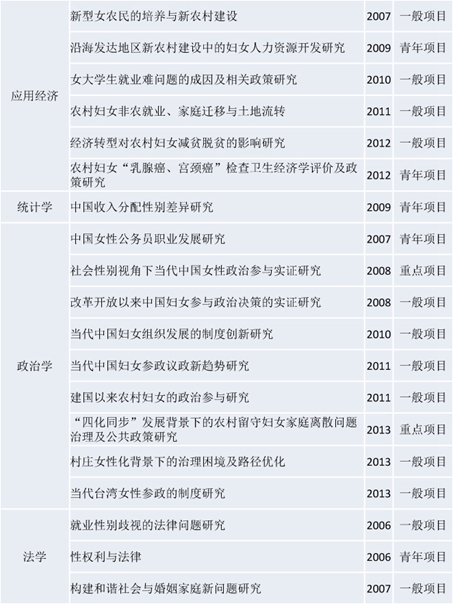 应用经济
新型女农民的培养与新农村建设 2007 一般项目
沿海发达地区新农村建设中的妇女人力资源开发研究 2009 青年项目
女大学生就业难问题的成因及相关政策研究 2010 一般项目
农村妇女非农就业、家庭迁移与土地流转 2011 一般项目
经济转型对农村妇女减贫脱贫的影响研究 2012 一般项目
农村妇女“乳腺癌、宫颈癌”检查卫生经济学评价及政
策研究 2012 青年项目
统计学 中国收入分配性别差异研究 2009 青年项目
政治学
中国女性公务员职业发展研究 2007 青年项目
社会性别视角下当代中国女性政治参与实证研究 2008 重点项目
改革开放以来中国妇女参与政治决策的实证研究 2008 一般项目
当代中国妇女组织发展的制度创新研究 2010 一般项目
当代中国妇女参政议政新趋势研究 2011 一般项目
建国以来农村妇女的政治参与研究 2011 一般项目
“四化同步”发展背景下的农村留守妇女家庭离散问题
治理及公共政策研究 2013 重点项目
村庄女性化背景下的治理困境及路径优化 2013 一般项目
当代台湾女性参政的制度研究 2013 一般项目
法学
就业性别歧视的法律问题研究 2006 一般项目
性权利与法律 2006 青年项目
构建和谐社会与婚姻家庭新问题研究 2007 一般项目